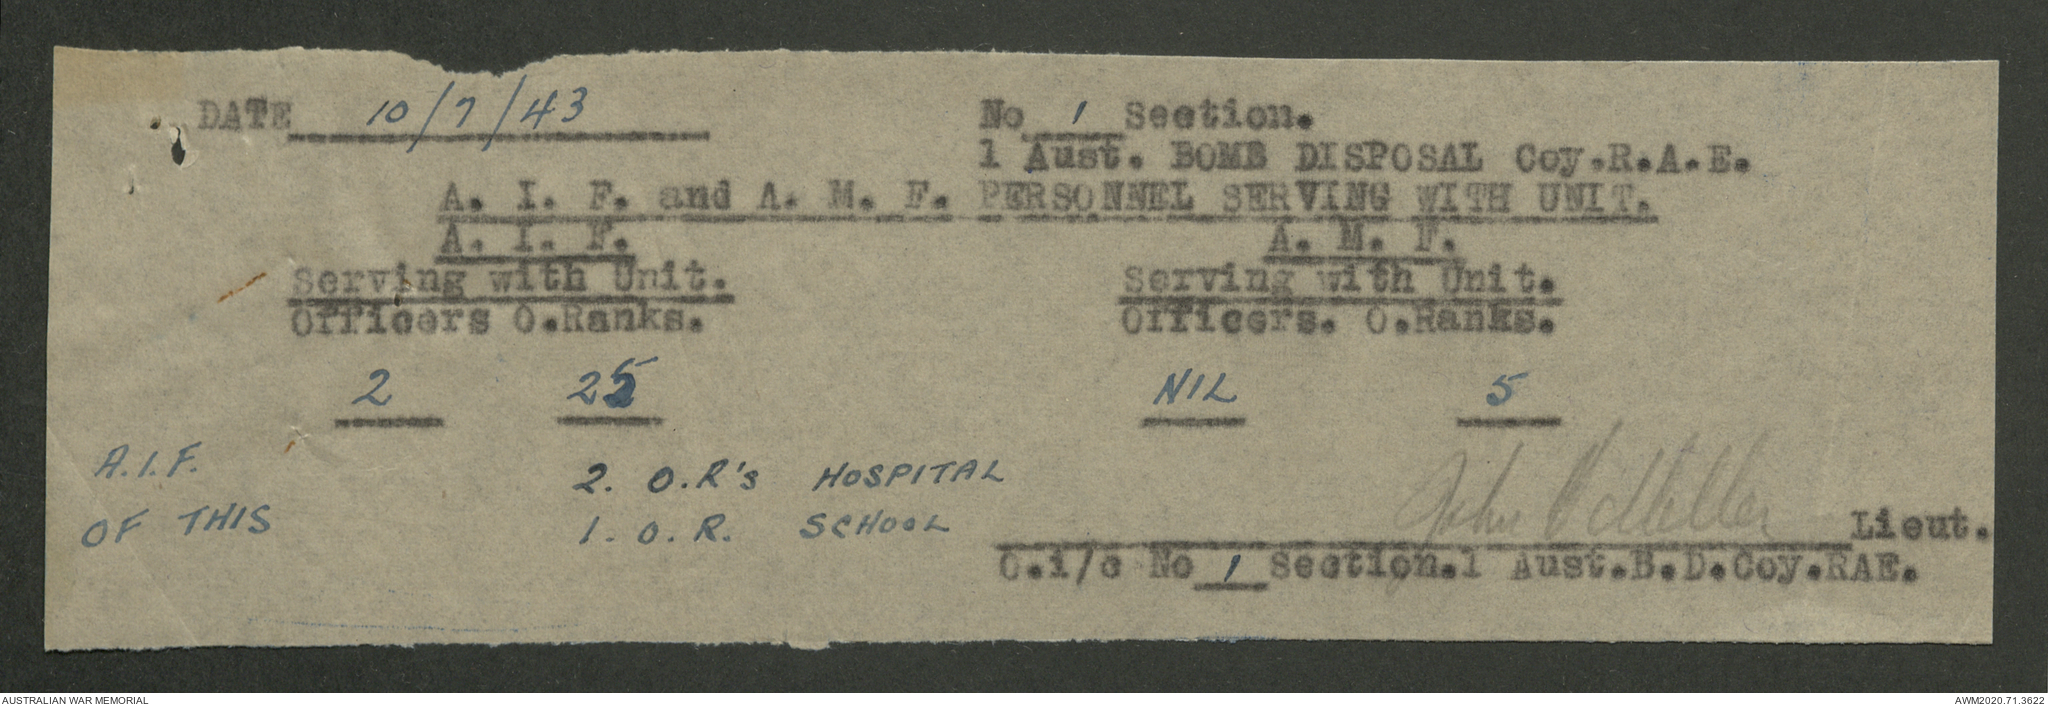 DATE 10/7/43
No 1 Section.
1 Aust. BOMB DISPOSAL Coy.R.A.E.
A. I. F. and A. M. F. PERSONNEL SERVING WITH UNIT.
A. I. F. A. M. F.
Serving with Unit. Serving with Unit.
Officers O.Ranks. Officers. O.Ranks.
2 25 NIL 5
A.I.F. 2. O.R's HOSPITAL
OF THIS 1. O.R. SCHOOL
John Lieut.
O.i/c No 1 Section.1 Aust.B.D.Coy.RAE.
AUSTRALIAN WAR MEMORIAL AWM2020.71.3622